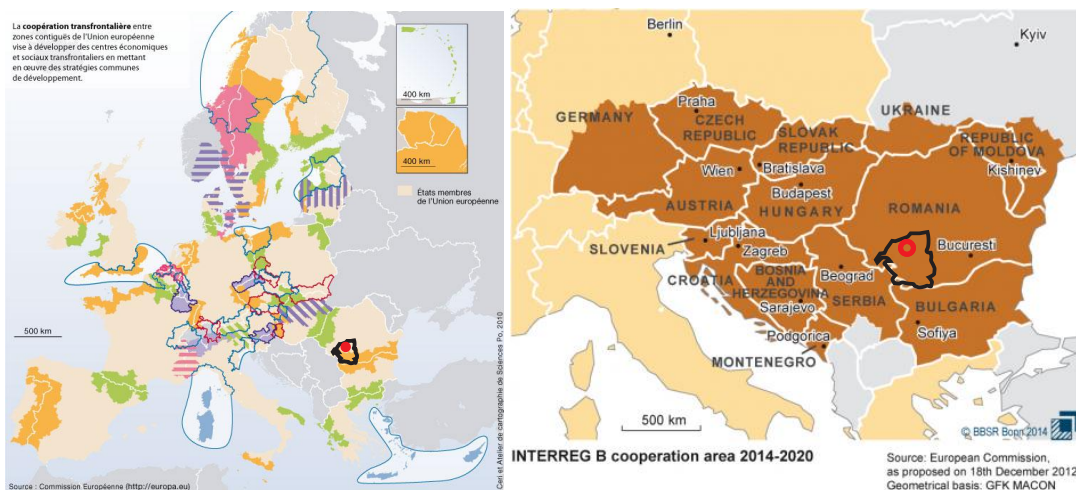 La coopération transfrontalière entre
zones contiguës de l'Union européenne
vise à développer des centres économiques
et sociaux transfrontaliers en mettant
en œuvre des stratégies communes
de développement.
400 km
400 km
États membres
de l'Union européenne
500 km
Ceri et Atelier de cartographie de Sciences Po, 2010
Source : Commission Européenne (http://europa.eu)
Berlin
Kyiv
GERMANY
Praha
CZECH
REPUBLIC
UKRAINE
SLOVAK
REPUBLIC
REPUBLIC
OF MOLDOVA
Kishinev
Wien
Bratislava
Budapest
AUSTRIA
HUNGARY
ROMANIA
Ljubljana
SLOVENIA
Zagreb
Bucuresti
CROATIA
BOSNIA
AND
HERZEGOVINA
Beograd
SERBIA
Sarajevo
BULGARIA
Podgorica
Sofiya
MONTENEGRO
500 km
© BBSR Bonn 2014
INTERREG B cooperation area 2014-2020
Source: European Commission,
as proposed on 18th December 2012
Geometrical basis: GFK MACON